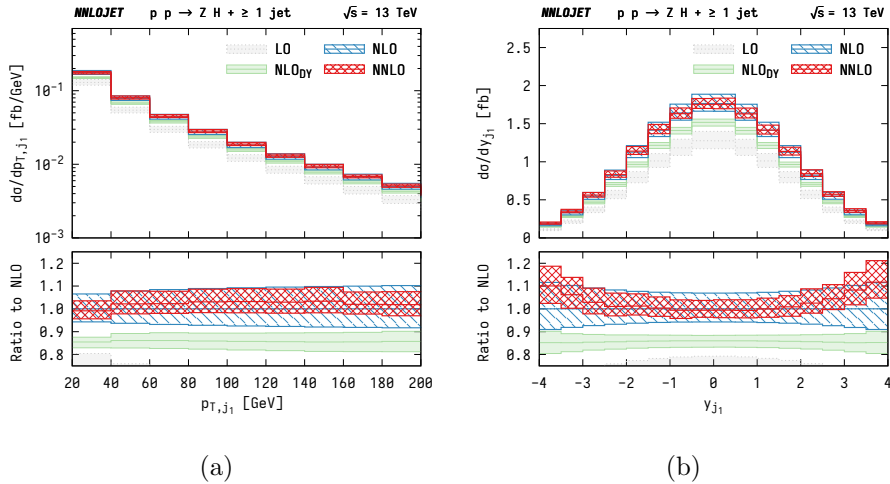 NNLOJET p p → Z H + ≥ 1 jet √s = 13 TeV
LO NLO
NLO_DY NNLO
dσ/dp_T,j₁ [fb/GeV]
10⁻¹
10⁻²
10⁻³
Ratio to NLO
1.2
1.1
1.0
0.9
0.8
20 40 60 80 100 120 140 160 180 200
p_T,j₁ [GeV]
(a)
NNLOJET p p → Z H + ≥ 1 jet √s = 13 TeV
LO NLO
NLO_DY NNLO
dσ/dy_j₁ [fb]
2.5
2
1.5
1
0.5
0
Ratio to NLO
1.2
1.1
1.0
0.9
0.8
-4 -3 -2 -1 0 1 2 3 4
y_j₁
(b)